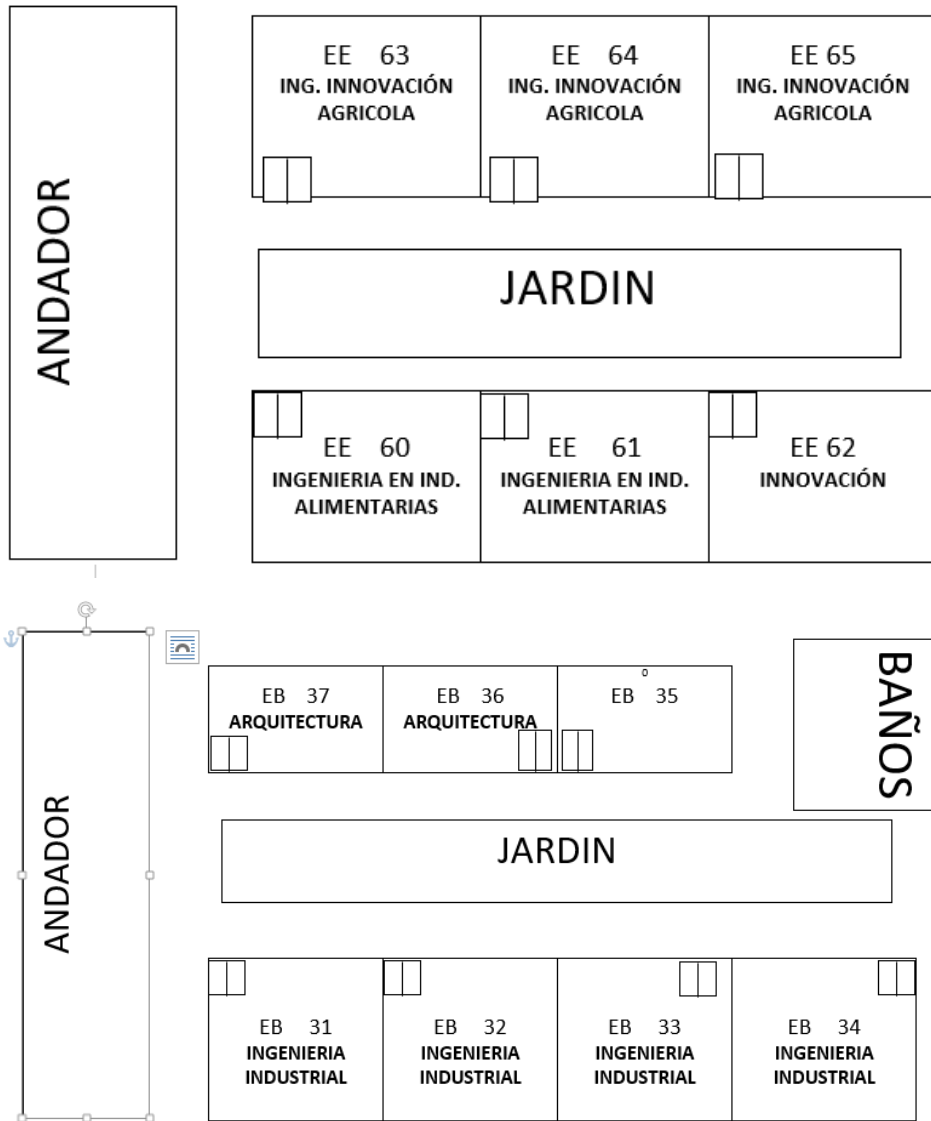 ANDADOR
EE 63
ING. INNOVACIÓN
AGRICOLA
EE 64
ING. INNOVACIÓN
AGRICOLA
EE 65
ING. INNOVACIÓN
AGRICOLA
JARDIN
EE 60
INGENIERIA EN IND.
ALIMENTARIAS
EE 61
INGENIERIA EN IND.
ALIMENTARIAS
EE 62
INNOVACIÓN
ANDADOR
EB 37
ARQUITECTURA
EB 36
ARQUITECTURA
0
EB 35
BAÑOS
JARDIN
EB 31
INGENIERIA
INDUSTRIAL
EB 32
INGENIERIA
INDUSTRIAL
EB 33
INGENIERIA
INDUSTRIAL
EB 34
INGENIERIA
INDUSTRIAL